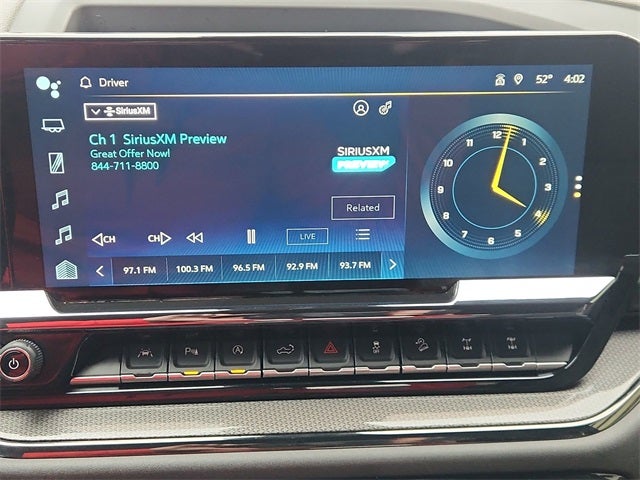 Driver
52° 4:02
SiriusXM
Ch 1 SiriusXM Preview
Great Offer Now!
844-711-8800
SIRIUSXM
PREVIEW
Related
CH CH LIVE
97.1 FM 100.3 FM 96.5 FM 92.9 FM 93.7 FM
12 1 2 3 4 5 6 7 8 9 10 11